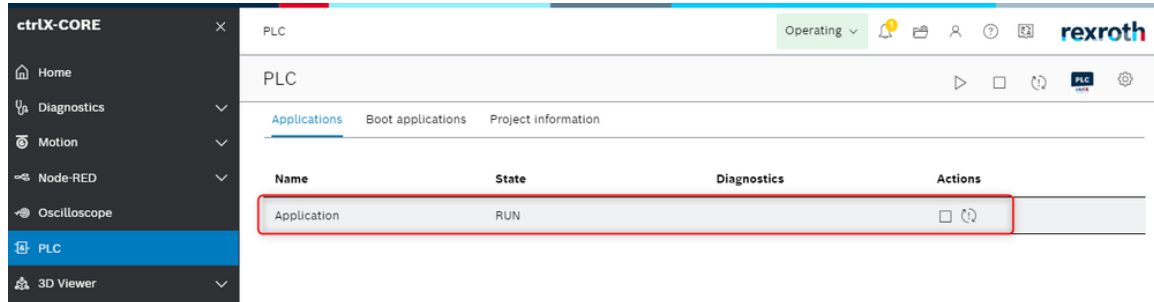 ctrlX-CORE
Home
Diagnostics
Motion
Node-RED
Oscilloscope
PLC
3D Viewer
PLC
Operating
1
rexroth
PLC
PLC
Applications Boot applications Project information
Name State Diagnostics Actions
Application RUN